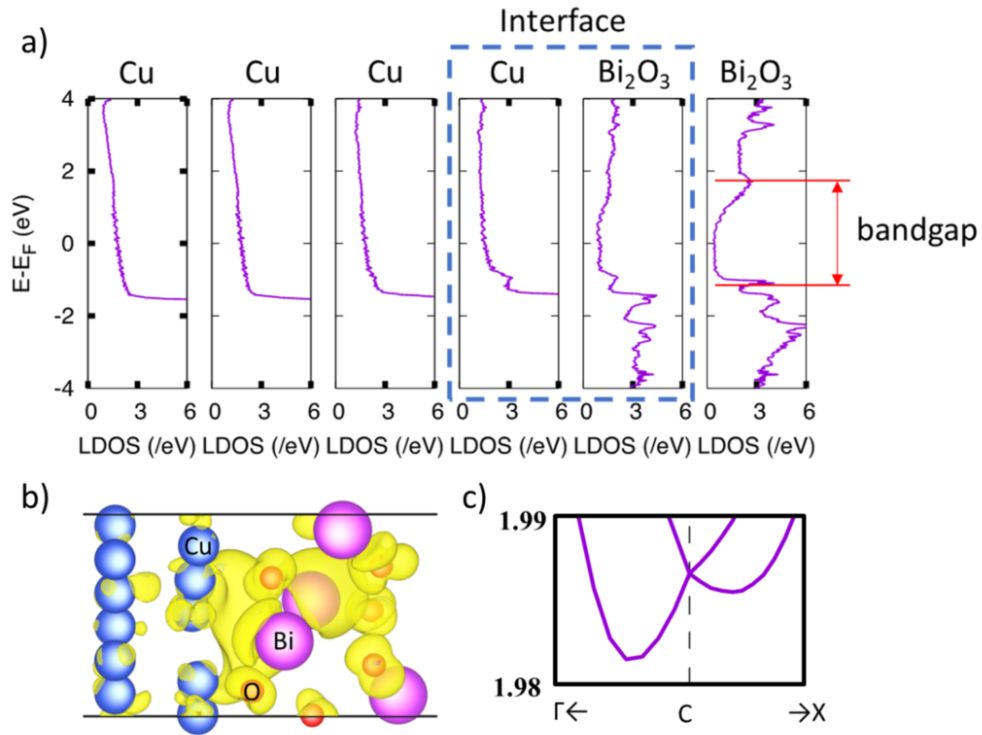 Interface
a)
Cu Cu Cu Cu Bi₂O₃ Bi₂O₃
4
2
0
-2
-4
E-E_F (eV)
bandgap
0 3 6 0 3 6 0 3 6 0 3 6 0 3 6 0 3 6
LDOS (/eV) LDOS (/eV) LDOS (/eV) LDOS (/eV) LDOS (/eV) LDOS (/eV)
b)
Cu
Bi
O
c)
1.99
1.98
Γ← C →X